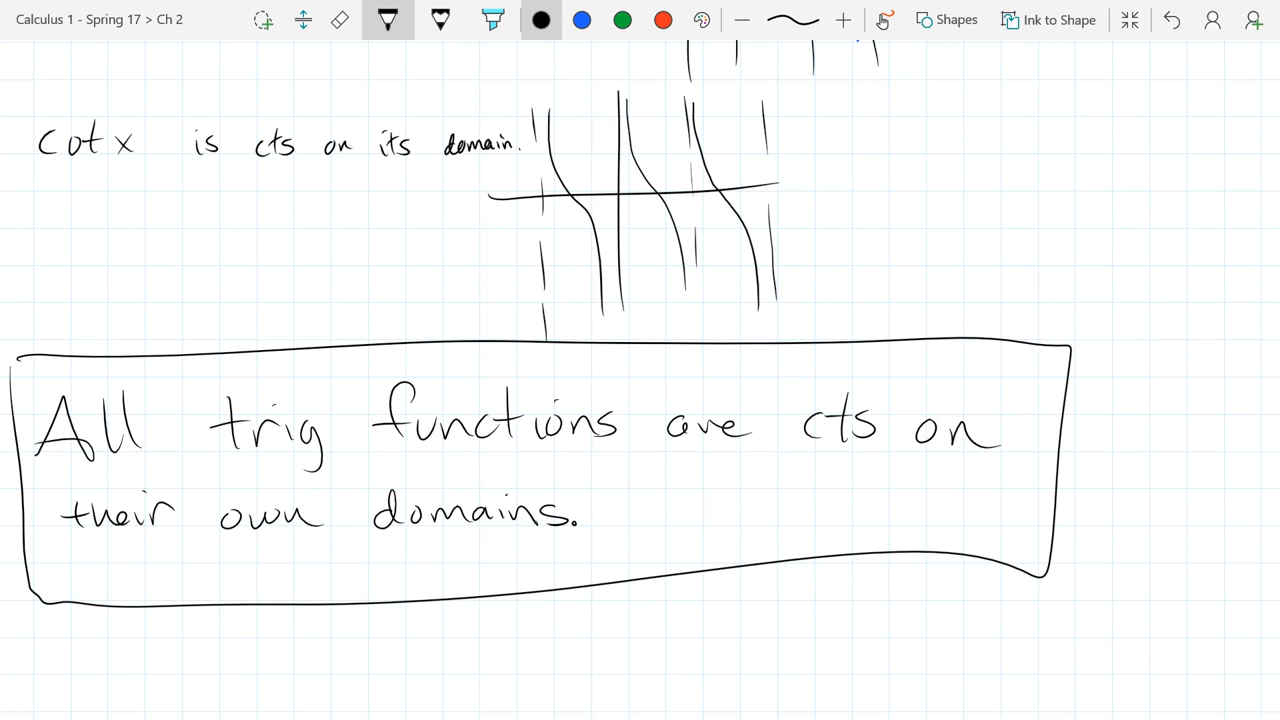 Calculus 1 - Spring 17 > Ch 2
Shapes
Ink to Shape
cot x is cts on its domain.
All trig functions are cts on
their own domains.